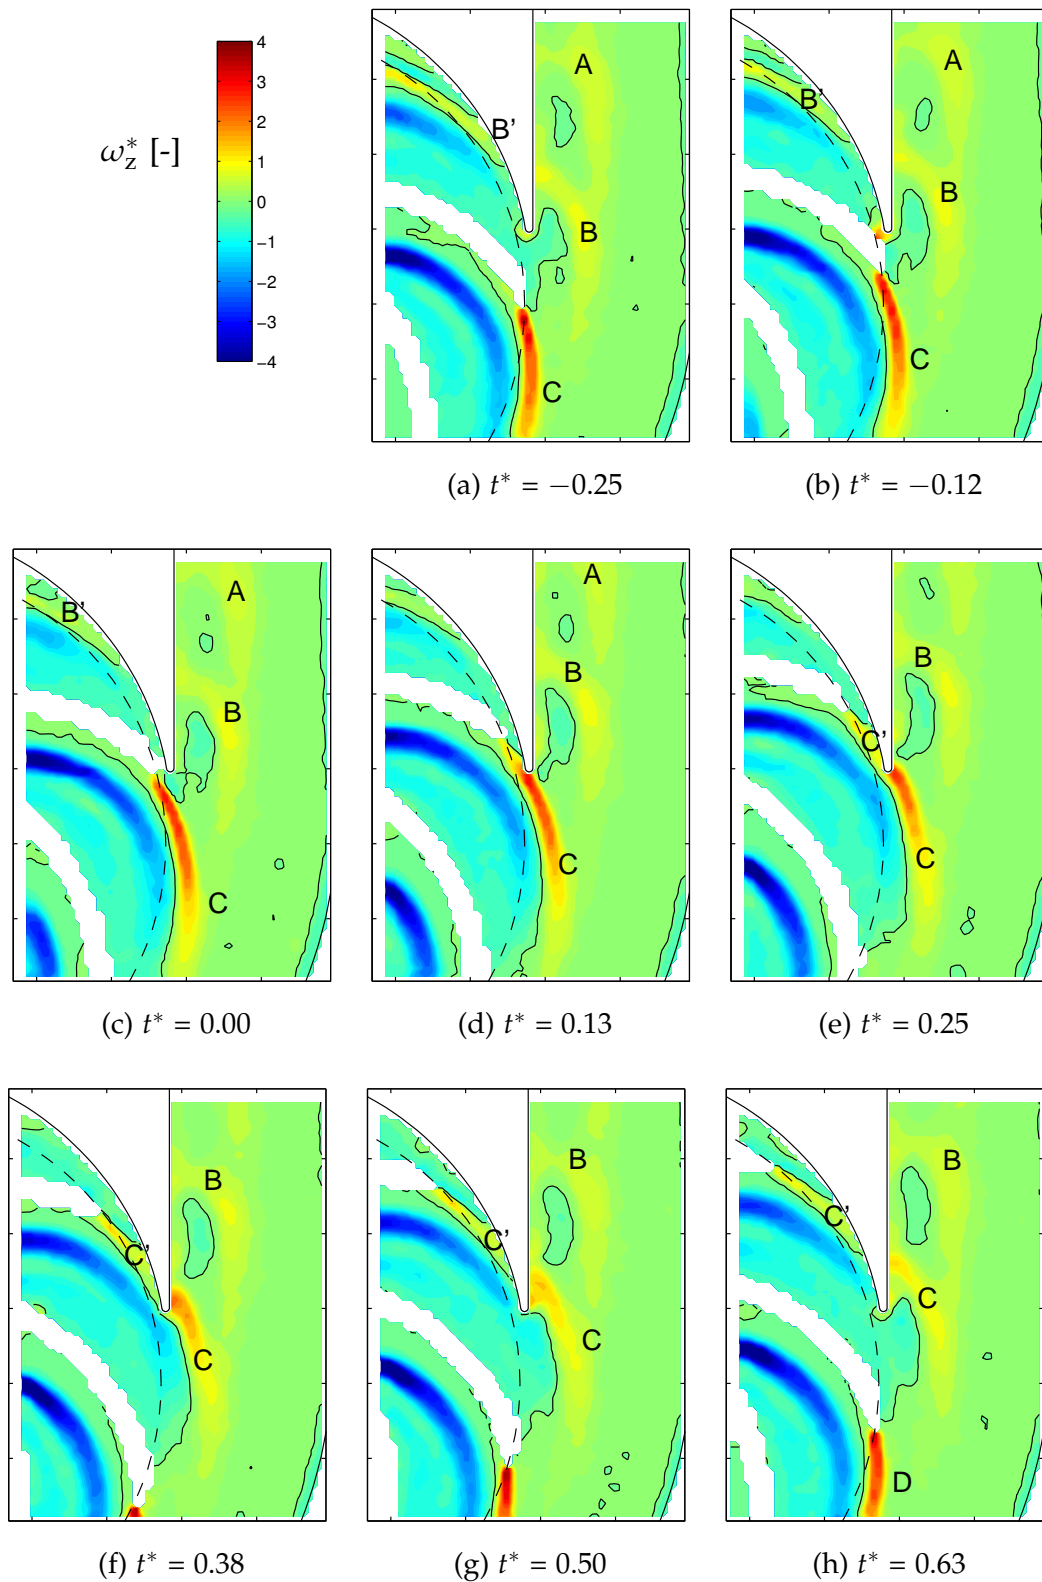 4
3
2
1
0
−1
−2
−3
−4
ω*z [-]
A
B'
B
C
(a) t* = −0.25
A
B'
B
C
(b) t* = −0.12
A
B'
B
C
(c) t* = 0.00
A
B
C
(d) t* = 0.13
B
C'
C
(e) t* = 0.25
B
C'
C
(f) t* = 0.38
B
C'
C
(g) t* = 0.50
B
C'
C
D
(h) t* = 0.63